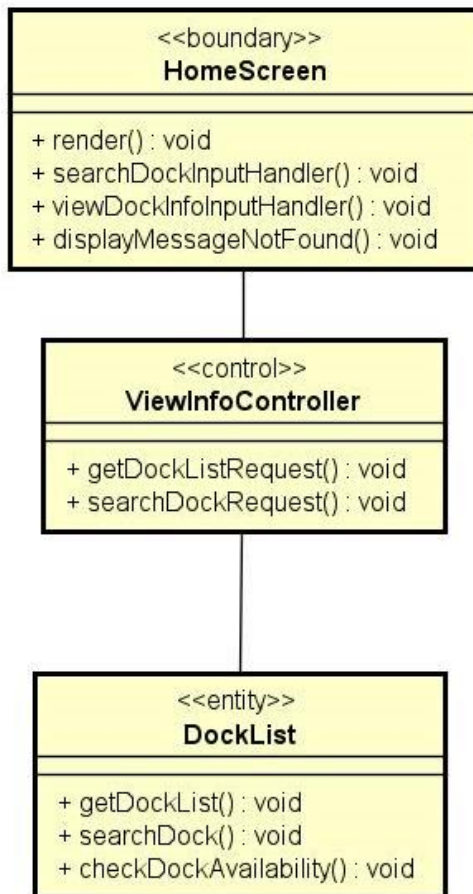 <<boundary>>
HomeScreen
+ render() : void
+ searchDockInputHandler() : void
+ viewDockInfoInputHandler() : void
+ displayMessageNotFound() : void
<<control>>
ViewInfoController
+ getDockListRequest() : void
+ searchDockRequest() : void
<<entity>>
DockList
+ getDockList() : void
+ searchDock() : void
+ checkDockAvailability() : void